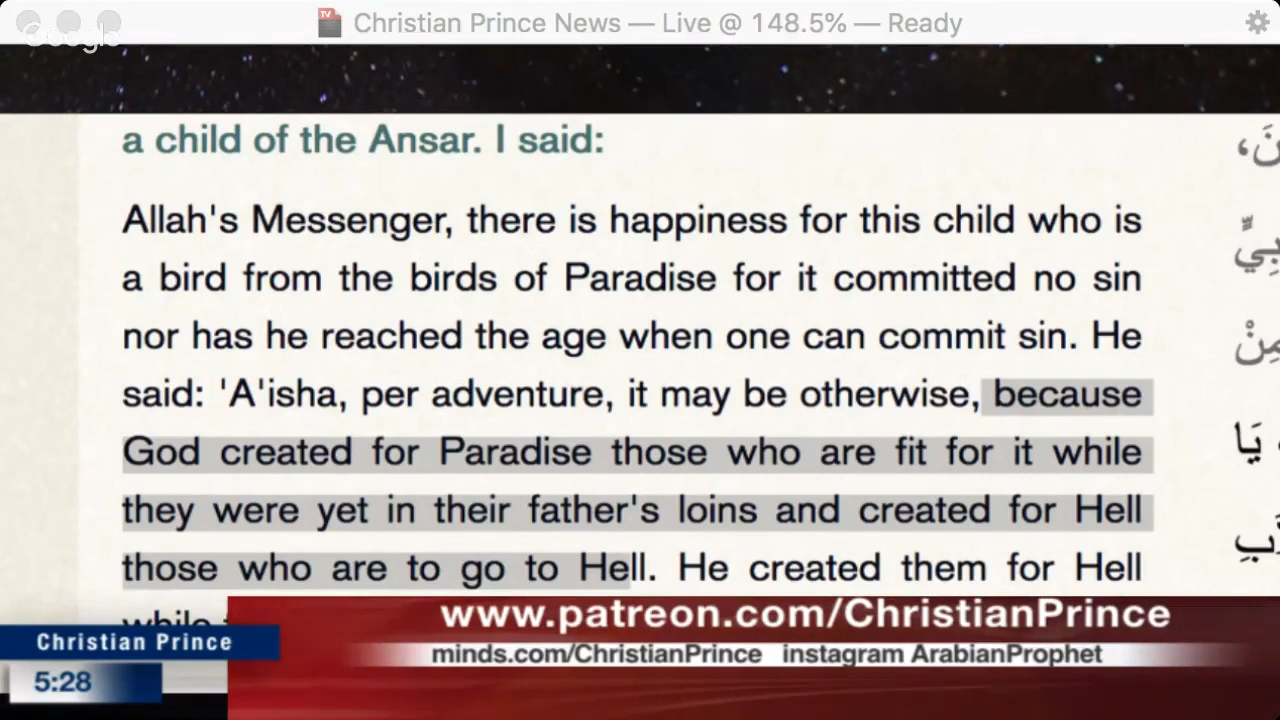 Christian Prince News — Live @ 148.5% — Ready
a child of the Ansar. I said:
Allah's Messenger, there is happiness for this child who is
a bird from the birds of Paradise for it committed no sin
nor has he reached the age when one can commit sin. He
said: 'A'isha, per adventure, it may be otherwise, because
God created for Paradise those who are fit for it while
they were yet in their father's loins and created for Hell
those who are to go to Hell. He created them for Hell
while
يَا
www.patreon.com/ChristianPrince
minds.com/ChristianPrince instagram ArabianProphet
Christian Prince
5:28